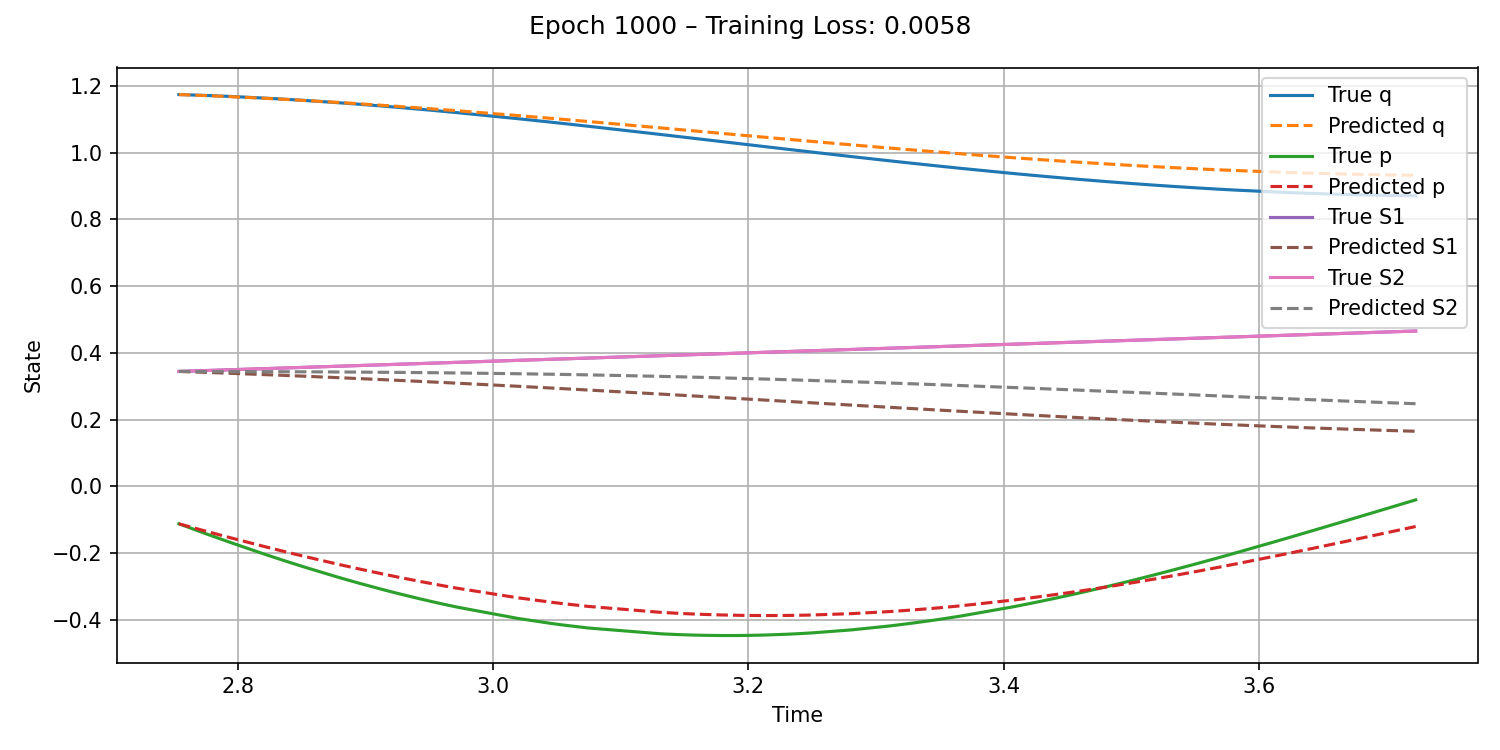 Epoch 1000 – Training Loss: 0.0058
1.2
1.0
0.8
0.6
0.4
0.2
0.0
−0.2
−0.4
State
True q
Predicted q
True p
Predicted p
True S1
Predicted S1
True S2
Predicted S2
2.8 3.0 3.2 3.4 3.6
Time